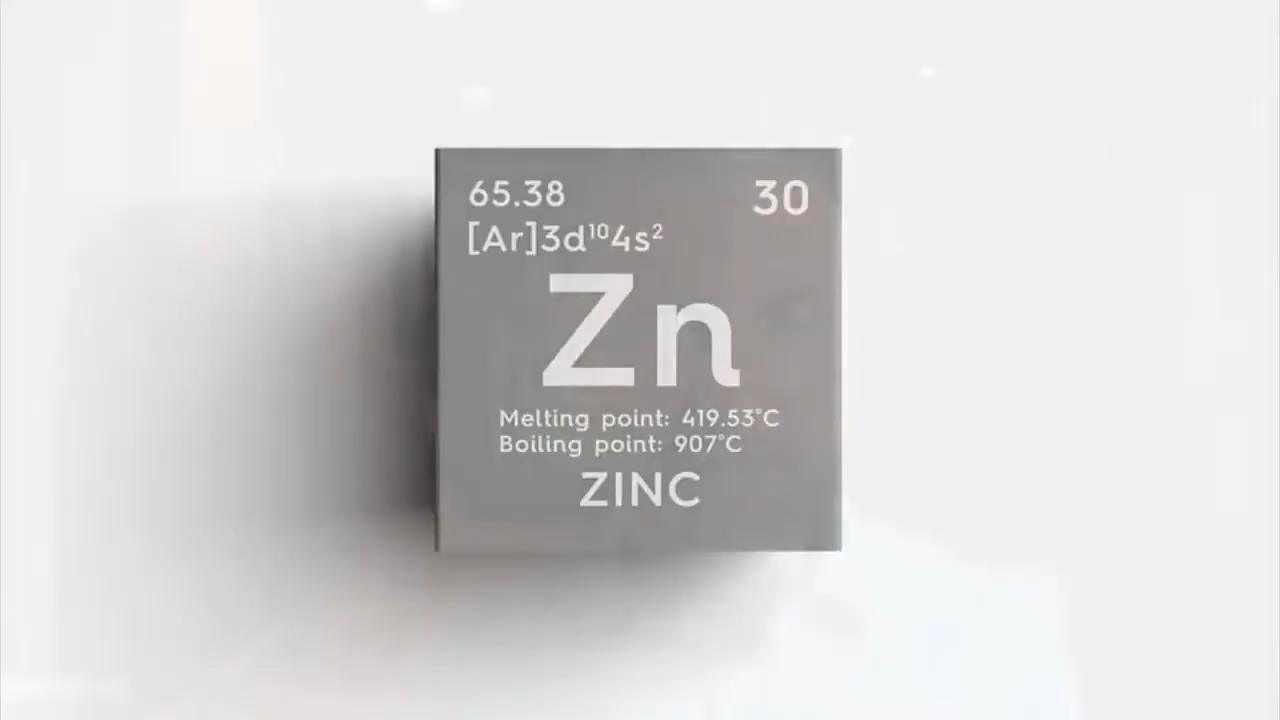 65.38
30
[Ar]3d¹⁰4s²
Zn
Melting point: 419.53°C
Boiling point: 907°C
ZINC